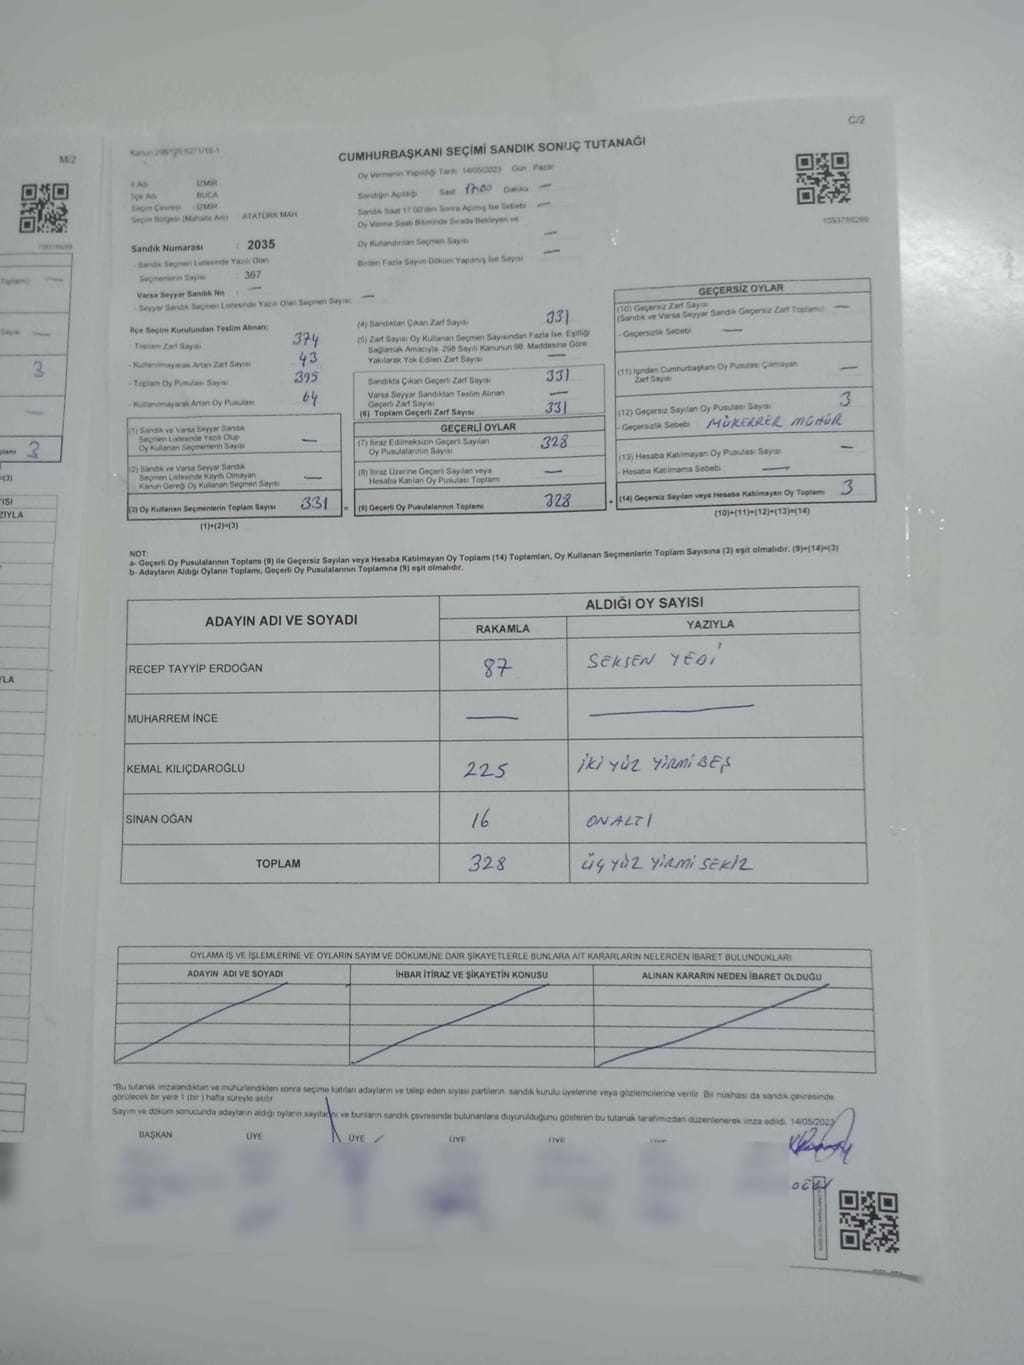 C/2
M/2
CUMHURBAŞKANI SEÇİMİ SANDIK SONUÇ TUTANAĞI
Oy Vermenin Yapıldığı Tarih 14/05/2023 Gün Pazar
İl Adı İZMİR
İlçe Adı BUCA
Seçim Çevresi İZMİR
Seçim Bölgesi (Mahalle Adı) ATATÜRK MAH
Sandığın Açıldığı Saat 17:00 Dakika —
Sandık Saat 17:00'den Sonra Açılmış İse Sebebi —
Oy Verme Saati Bitiminde Sırada Bekleyen ve
Oy Kullandırılan Seçmen Sayısı —
Birden Fazla Sayım Döküm Yapılmış İse Sayısı —
1093789289
Sandık Numarası : 2035
- Sandık Seçmen Listesinde Yazılı Olan
Seçmenlerin Sayısı : 367
Varsa Seyyar Sandık No : —
- Seyyar Sandık Seçmen Listesinde Yazılı Olan Seçmen Sayısı —
İlçe Seçim Kurulundan Teslim Alınan;
- Toplam Zarf Sayısı 374
- Kullanılmayarak Artan Zarf Sayısı 43
- Toplam Oy Pusulası Sayısı 395
- Kullanılmayarak Artan Oy Pusulası 64
(1) Sandık ve Varsa Seyyar Sandık
Seçmen Listesinde Yazılı Olup
Oy Kullanan Seçmenlerin Sayısı —
(2) Sandık ve Varsa Seyyar Sandık
Seçmen Listesinde Kayıtlı Olmayan
Kanun Gereği Oy Kullanan Seçmen Sayısı —
(3) Oy Kullanan Seçmenlerin Toplam Sayısı 331 =
(1)+(2)=(3)
(4) Sandıktan Çıkan Zarf Sayısı 331
(5) Zarf Sayısı Oy Kullanan Seçmen Sayısından Fazla İse, Eşitliği
Sağlamak Amacıyla, 298 Sayılı Kanunun 98. Maddesine Göre
Yakılarak Yok Edilen Zarf Sayısı —
Sandıkta Çıkan Geçerli Zarf Sayısı 331
Varsa Seyyar Sandıktan Teslim Alınan
Geçerli Zarf Sayısı —
(6) Toplam Geçerli Zarf Sayısı 331
GEÇERLİ OYLAR
(7) İtiraz Edilmeksizin Geçerli Sayılan
Oy Pusulalarının Sayısı 328
(8) İtiraz Üzerine Geçerli Sayılan veya
Hesaba Katılan Oy Pusulası Toplamı —
(9) Geçerli Oy Pusulalarının Toplamı 328 +
GEÇERSİZ OYLAR
(10) Geçersiz Zarf Sayısı
(Sandık ve Varsa Seyyar Sandık Geçersiz Zarf Toplamı) —
- Geçersizlik Sebebi —
(11) İçinden Cumhurbaşkanı Oy Pusulası Çıkmayan
Zarf Sayısı —
(12) Geçersiz Sayılan Oy Pusulası Sayısı 3
- Geçersizlik Sebebi MÜKERRER MÜHÜR
(13) Hesaba Katılmayan Oy Pusulası Sayısı —
- Hesaba Katılmama Sebebi —
(14) Geçersiz Sayılan veya Hesaba Katılmayan Oy Toplamı 3
(10)+(11)+(12)+(13)=(14)
NOT:
a- Geçerli Oy Pusulalarının Toplamı (9) ile Geçersiz Sayılan veya Hesaba Katılmayan Oy Toplamı (14) Toplamları, Oy Kullanan Seçmenlerin Toplam Sayısına (3) eşit olmalıdır. (9)+(14)=(3)
b- Adayların Aldığı Oyların Toplamı, Geçerli Oy Pusulalarının Toplamına (9) eşit olmalıdır.
ADAYIN ADI VE SOYADI
ALDIĞI OY SAYISI
RAKAMLA YAZIYLA
RECEP TAYYİP ERDOĞAN 87 SEKSEN YEDİ
MUHARREM İNCE — —
KEMAL KILIÇDAROĞLU 225 İKİ YÜZ YİRMİ BEŞ
SİNAN OĞAN 16 ONALTI
TOPLAM 328 ÜÇ YÜZ YİRMİ SEKİZ
OYLAMA İŞ VE İŞLEMLERİNE VE OYLARIN SAYIM VE DÖKÜMÜNE DAİR ŞİKAYETLERLE BUNLARA AİT KARARLARIN NELERDEN İBARET BULUNDUKLARI
ADAYIN ADI VE SOYADI İHBAR İTİRAZ VE ŞİKAYETİN KONUSU ALINAN KARARIN NEDEN İBARET OLDUĞU
*Bu tutanak imzalandıktan ve mühürlendikten sonra seçime katılan adayların ve talep eden siyasi partilerin sandık kurulu üyelerine veya gözlemcilerine verilir. Bir nüshası da sandık çevresinde
görülecek bir yere 1 (bir) hafta süreyle asılır.
Sayım ve döküm sonucunda adayların aldığı oyların sayılarını ve bunların sandık çevresinde bulunanlara duyurulduğunu gösteren bu tutanak tarafımızdan düzenlenerek imza edildi. 14/05/2023
BAŞKAN ÜYE ÜYE ÜYE ÜYE
3
3
=(3)